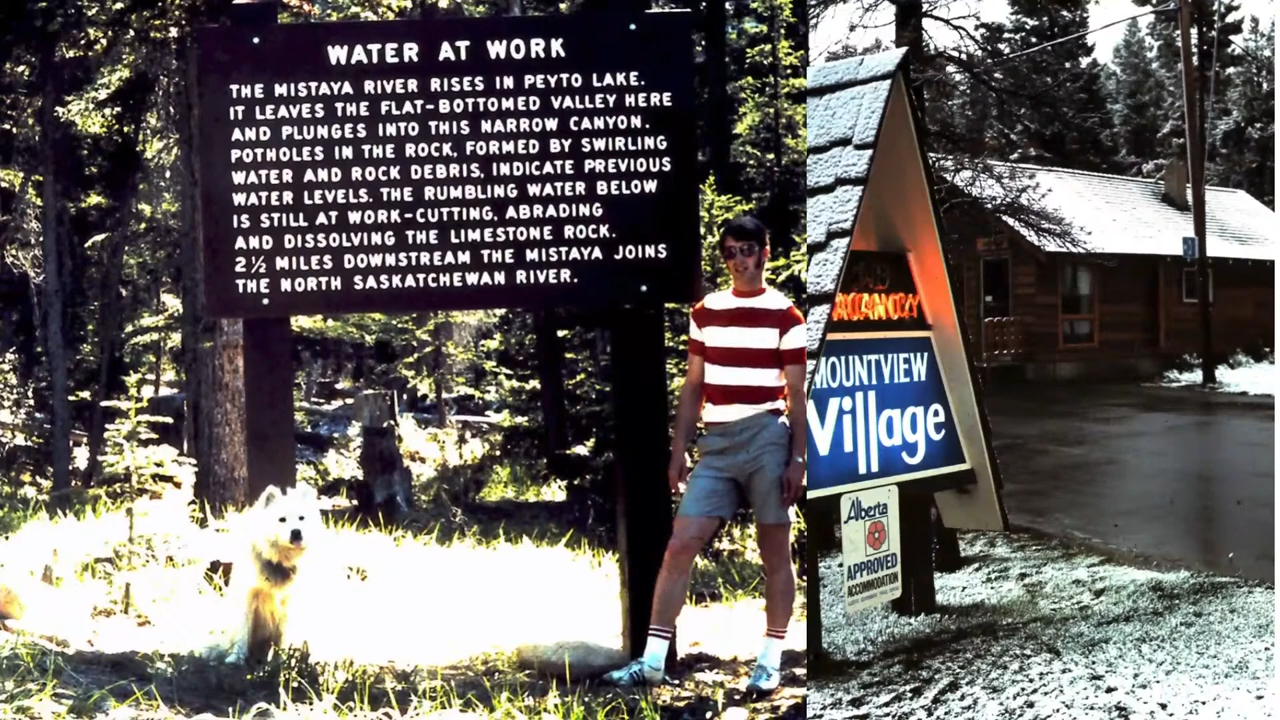 WATER AT WORK
THE MISTAYA RIVER RISES IN PEYTO LAKE.
IT LEAVES THE FLAT-BOTTOMED VALLEY HERE
AND PLUNGES INTO THIS NARROW CANYON.
POTHOLES IN THE ROCK, FORMED BY SWIRLING
WATER AND ROCK DEBRIS, INDICATE PREVIOUS
WATER LEVELS. THE RUMBLING WATER BELOW
IS STILL AT WORK-CUTTING, ABRADING
AND DISSOLVING THE LIMESTONE ROCK.
2½ MILES DOWNSTREAM THE MISTAYA JOINS
THE NORTH SASKATCHEWAN RIVER.
VACANCY
MOUNTVIEW
Village
Alberta
APPROVED
ACCOMMODATION